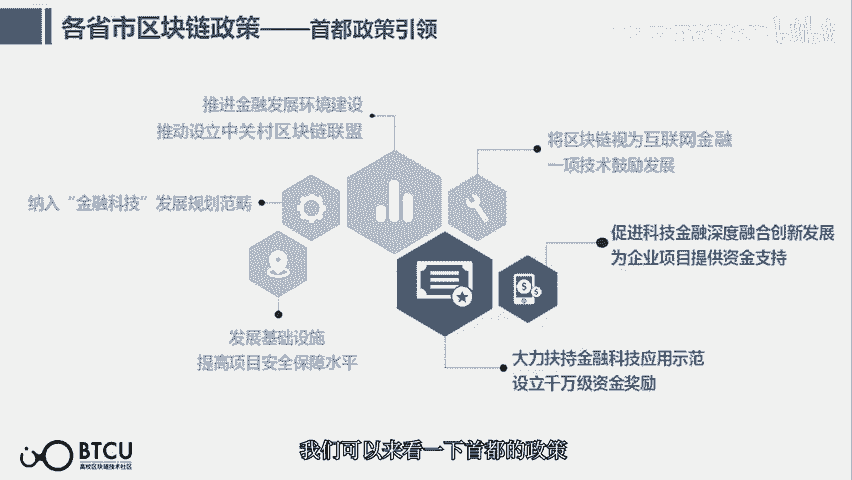 各省市区块链政策——首都政策引领
推进金融发展环境建设
推动设立中关村区块链联盟
将区块链视为互联网金融
一项技术鼓励发展
纳入“金融科技”发展规划范畴
促进科技金融深度融合创新发展
为企业项目提供资金支持
发展基础设施
提高项目安全保障水平
大力扶持金融科技应用示范
设立千万级资金奖励
BTCU
高校区块链技术社区
我们可以来看一下首都的政策